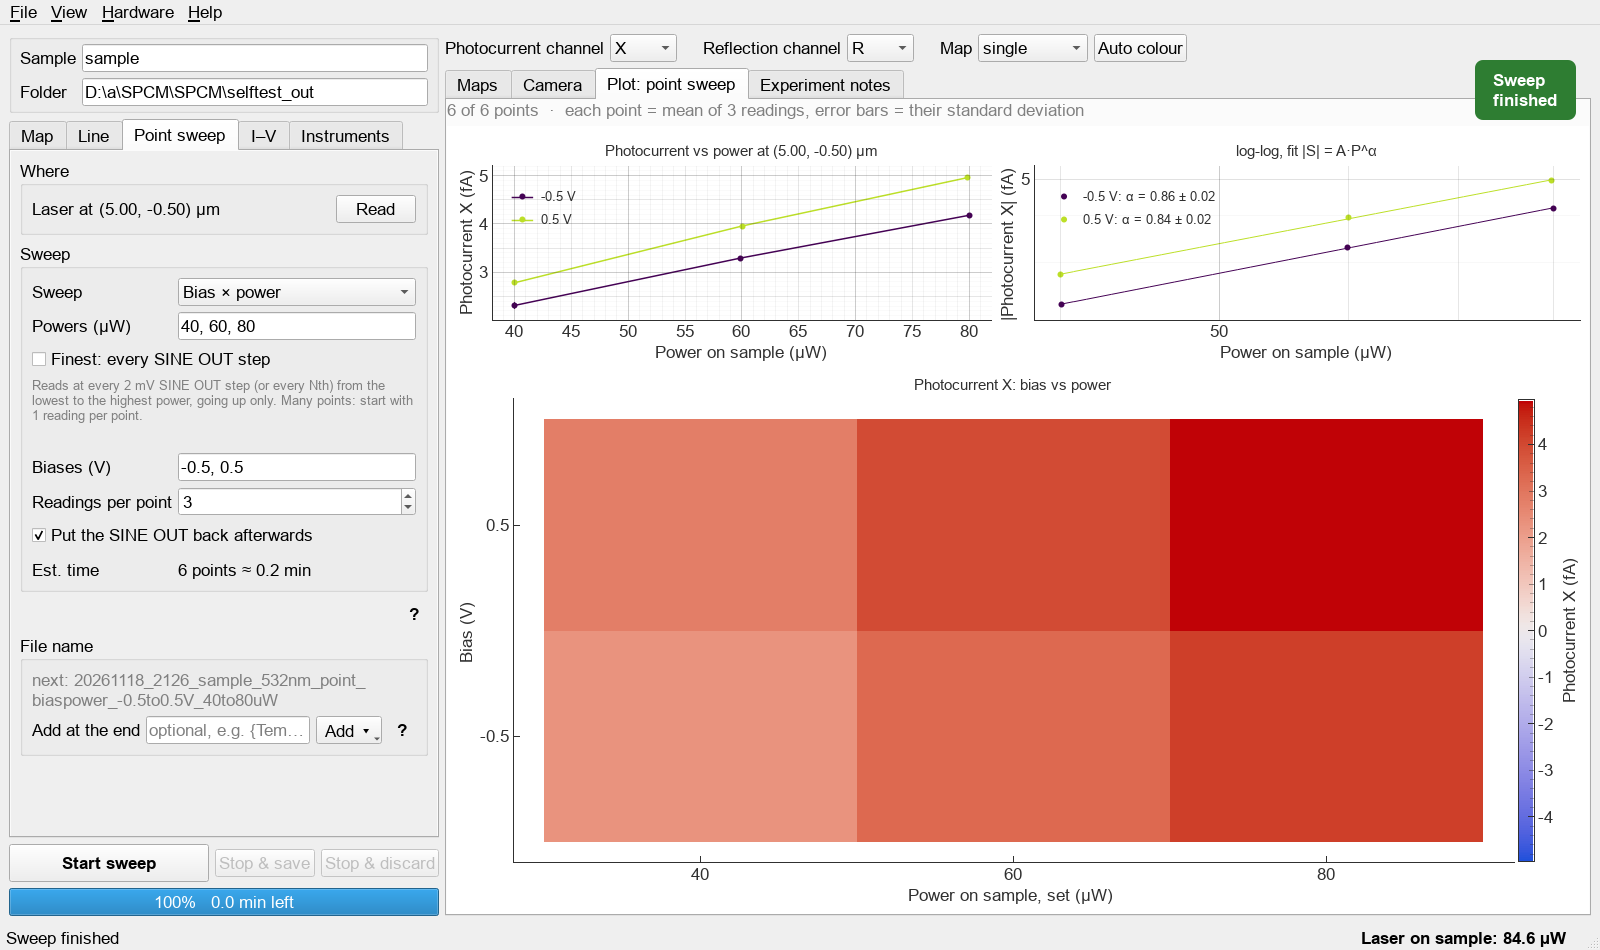 File View Hardware Help
Sample sample
Folder D:\a\SPCM\SPCM\selftest_out
Map Line Point sweep I–V Instruments
Where
Laser at (5.00, -0.50) µm Read
Sweep
Sweep Bias × power
Powers (µW) 40, 60, 80
Finest: every SINE OUT step
Reads at every 2 mV SINE OUT step (or every Nth) from the
lowest to the highest power, going up only. Many points: start with
1 reading per point.
Biases (V) -0.5, 0.5
Readings per point 3
Put the SINE OUT back afterwards
Est. time 6 points ≈ 0.2 min
?
File name
next: 20261118_2126_sample_532nm_point_
biaspower_-0.5to0.5V_40to80uW
Add at the end optional, e.g. {Tem… Add ?
Start sweep Stop & save Stop & discard
100% 0.0 min left
Sweep finished
Photocurrent channel X Reflection channel R Map single Auto colour
Maps Camera Plot: point sweep Experiment notes
Sweep
finished
6 of 6 points · each point = mean of 3 readings, error bars = their standard deviation
Photocurrent vs power at (5.00, -0.50) µm
Photocurrent X (fA)
5
4
3
-0.5 V
0.5 V
40 45 50 55 60 65 70 75 80
Power on sample (µW)
log-log, fit |S| = A·P^α
|Photocurrent X| (fA)
5
-0.5 V: α = 0.86 ± 0.02
0.5 V: α = 0.84 ± 0.02
50
Power on sample (µW)
Photocurrent X: bias vs power
Bias (V)
0.5
-0.5
40 60 80
Power on sample, set (µW)
4
3
2
1
0
-1
-2
-3
-4
Photocurrent X (fA)
Laser on sample: 84.6 µW